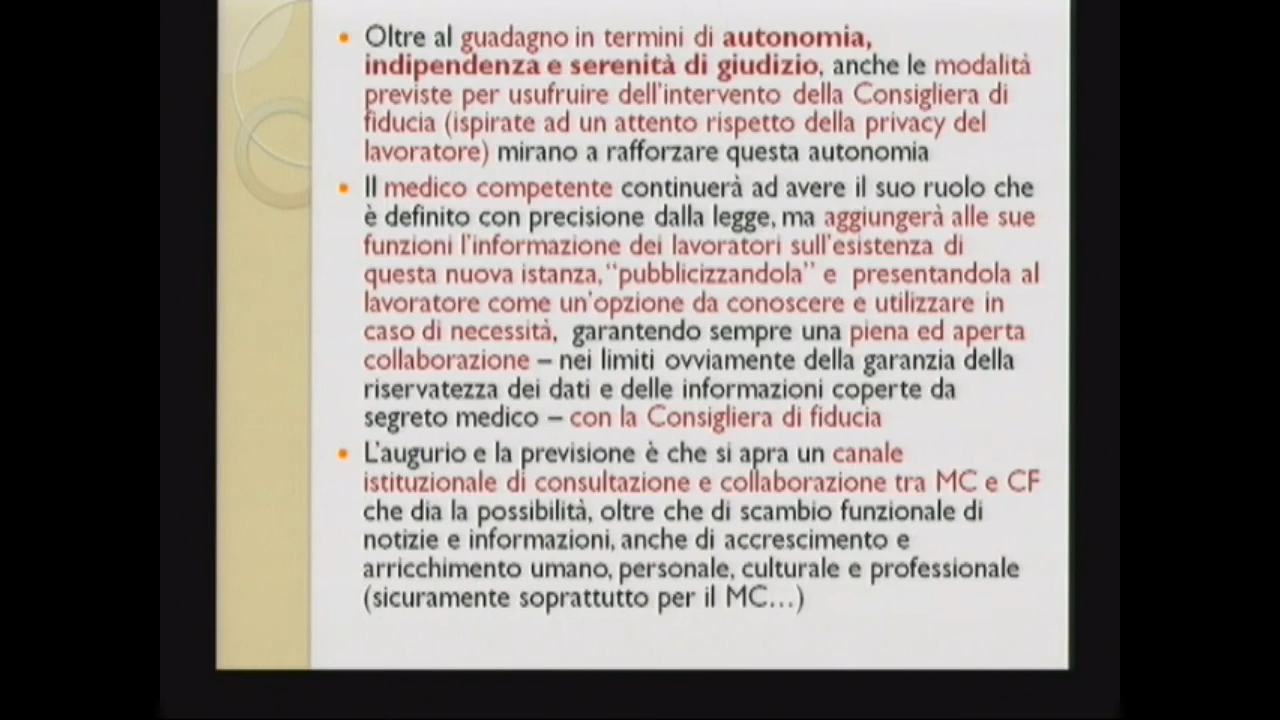 Oltre al guadagno in termini di autonomia,
indipendenza e serenità di giudizio, anche le modalità
previste per usufruire dell'intervento della Consigliera di
fiducia (ispirate ad un attento rispetto della privacy del
lavoratore) mirano a rafforzare questa autonomia
Il medico competente continuerà ad avere il suo ruolo che
è definito con precisione dalla legge, ma aggiungerà alle sue
funzioni l'informazione dei lavoratori sull'esistenza di
questa nuova istanza, "pubblicizzandola" e presentandola al
lavoratore come un'opzione da conoscere e utilizzare in
caso di necessità, garantendo sempre una piena ed aperta
collaborazione – nei limiti ovviamente della garanzia della
riservatezza dei dati e delle informazioni coperte da
segreto medico – con la Consigliera di fiducia
L'augurio e la previsione è che si apra un canale
istituzionale di consultazione e collaborazione tra MC e CF
che dia la possibilità, oltre che di scambio funzionale di
notizie e informazioni, anche di accrescimento e
arricchimento umano, personale, culturale e professionale
(sicuramente soprattutto per il MC…)